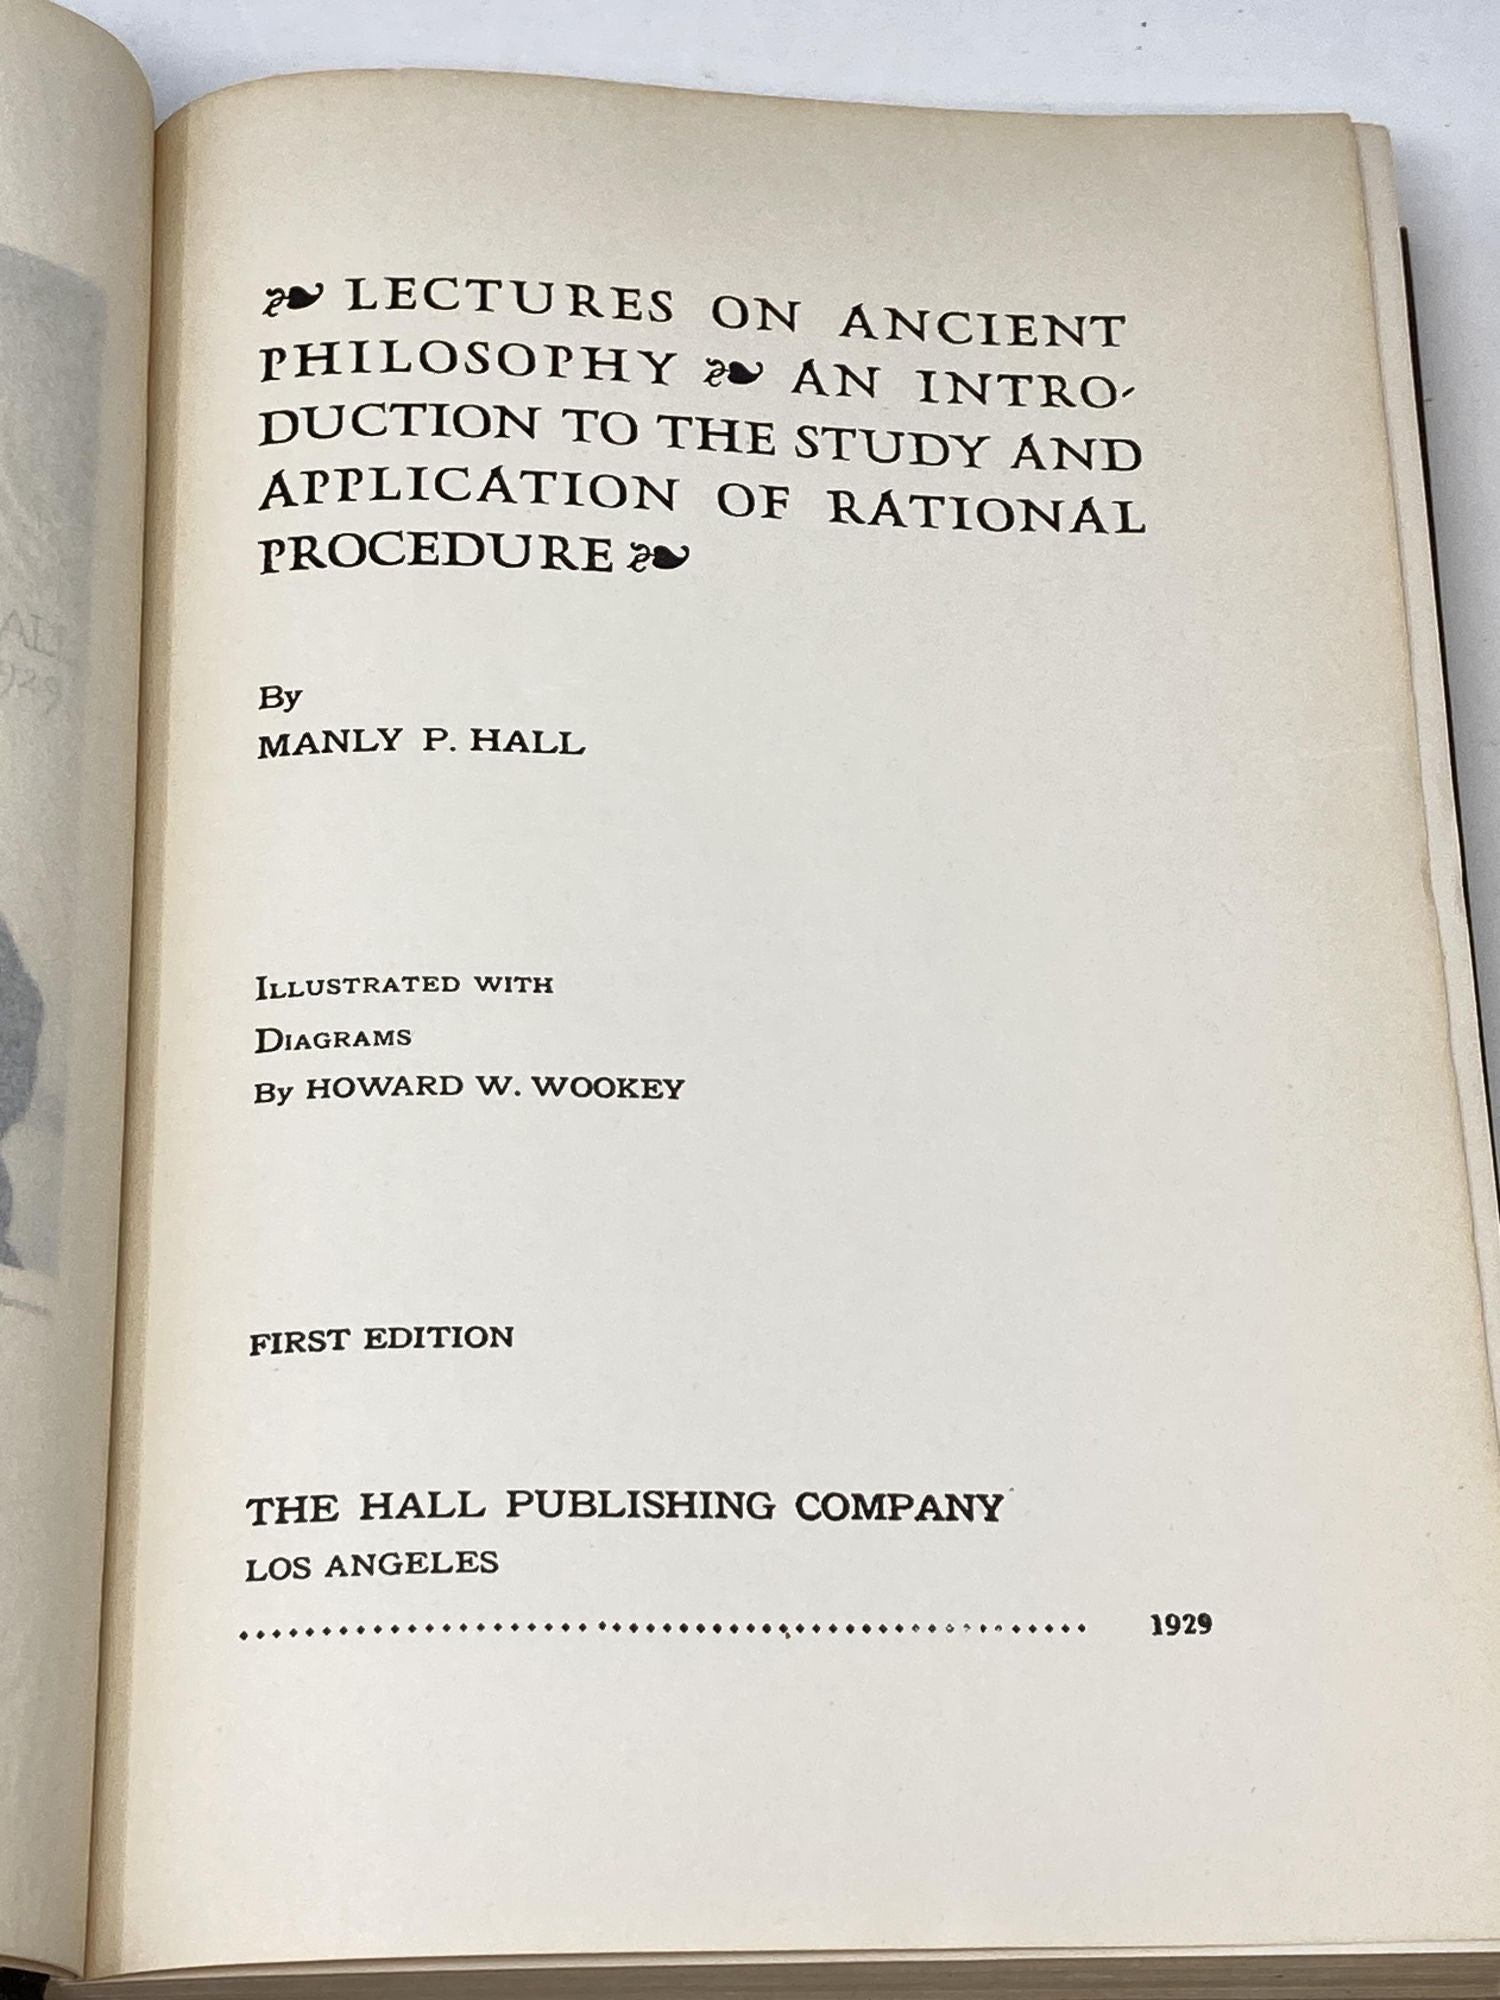 ❧ LECTURES ON ANCIENT
PHILOSOPHY ❧ AN INTRO-
DUCTION TO THE STUDY AND
APPLICATION OF RATIONAL
PROCEDURE ❧
By
MANLY P. HALL
ILLUSTRATED WITH
DIAGRAMS
By HOWARD W. WOOKEY
FIRST EDITION
THE HALL PUBLISHING COMPANY
LOS ANGELES
1929